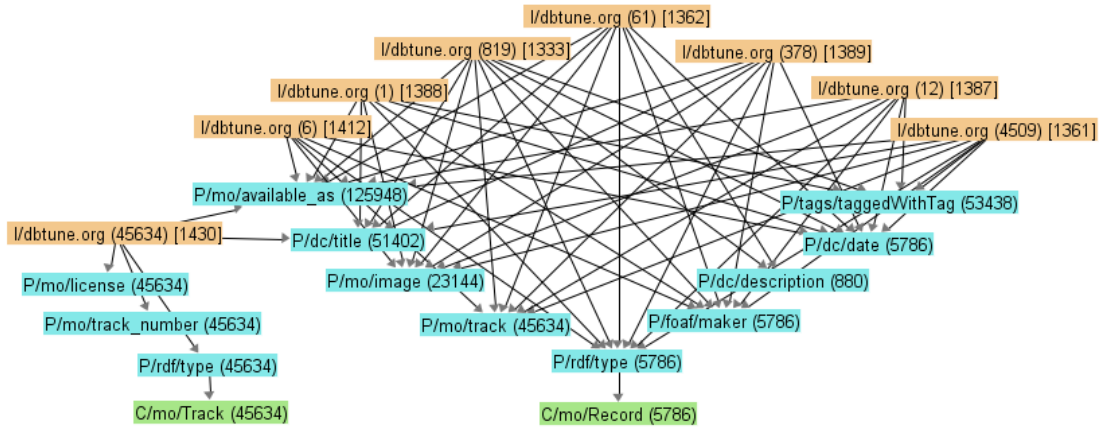 I/dbtune.org (61) [1362]
I/dbtune.org (819) [1333]
I/dbtune.org (378) [1389]
I/dbtune.org (1) [1388]
I/dbtune.org (12) [1387]
I/dbtune.org (6) [1412]
I/dbtune.org (4509) [1361]
P/mo/available_as (125948)
P/tags/taggedWithTag (53438)
I/dbtune.org (45634) [1430]
P/dc/title (51402)
P/dc/date (5786)
P/mo/license (45634)
P/mo/image (23144)
P/dc/description (880)
P/mo/track_number (45634)
P/mo/track (45634)
P/foaf/maker (5786)
P/rdf/type (45634)
P/rdf/type (5786)
C/mo/Track (45634)
C/mo/Record (5786)